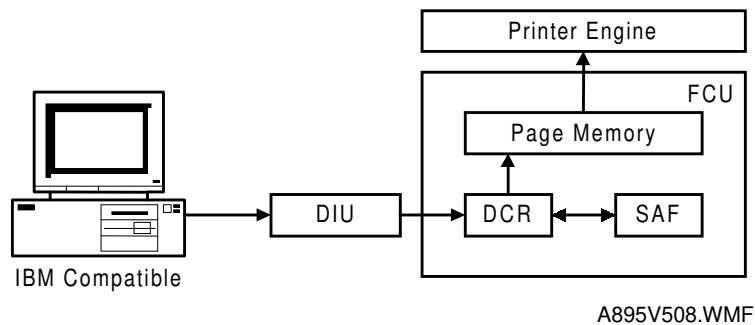 Printer Engine
FCU
Page Memory
DIU
DCR
SAF
IBM Compatible
A895V508.WMF